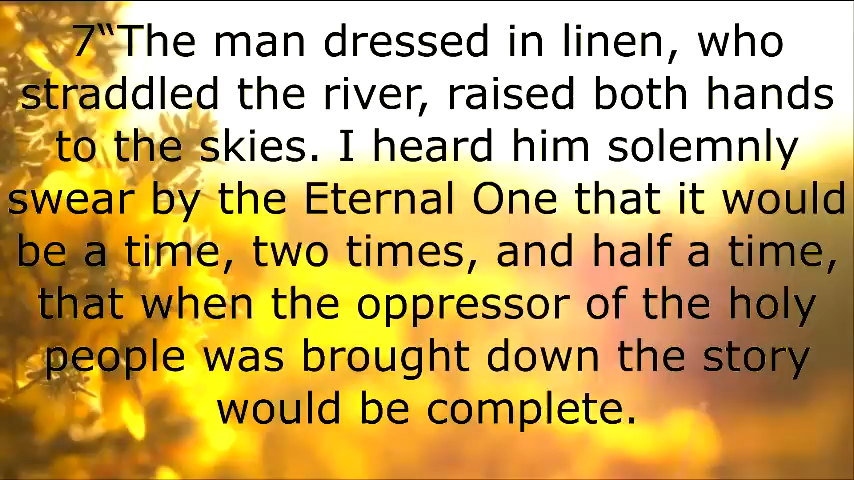 7“The man dressed in linen, who
straddled the river, raised both hands
to the skies. I heard him solemnly
swear by the Eternal One that it would
be a time, two times, and half a time,
that when the oppressor of the holy
people was brought down the story
would be complete.